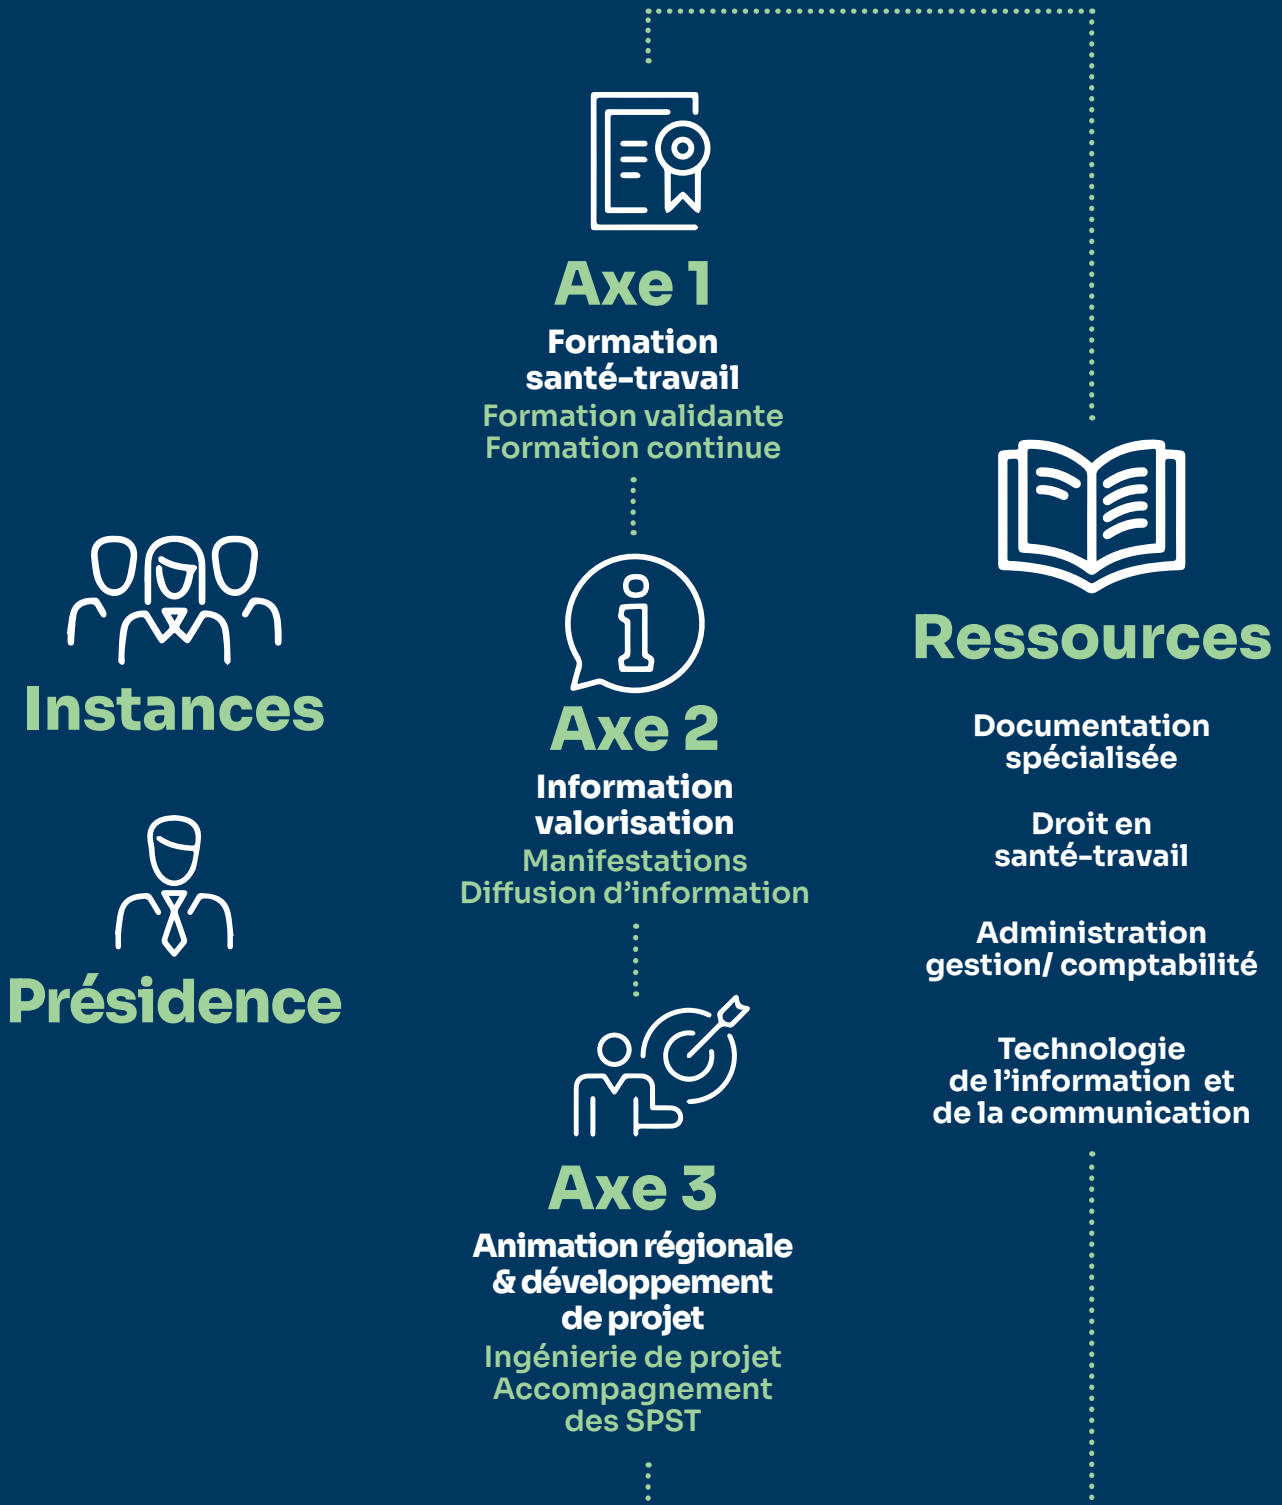 Instances
Présidence
Axe 1
Formation
santé-travail
Formation validante
Formation continue
Axe 2
Information
valorisation
Manifestations
Diffusion d’information
Axe 3
Animation régionale
& développement
de projet
Ingénierie de projet
Accompagnement
des SPST
Ressources
Documentation
spécialisée
Droit en
santé-travail
Administration
gestion/ comptabilité
Technologie
de l’information et
de la communication